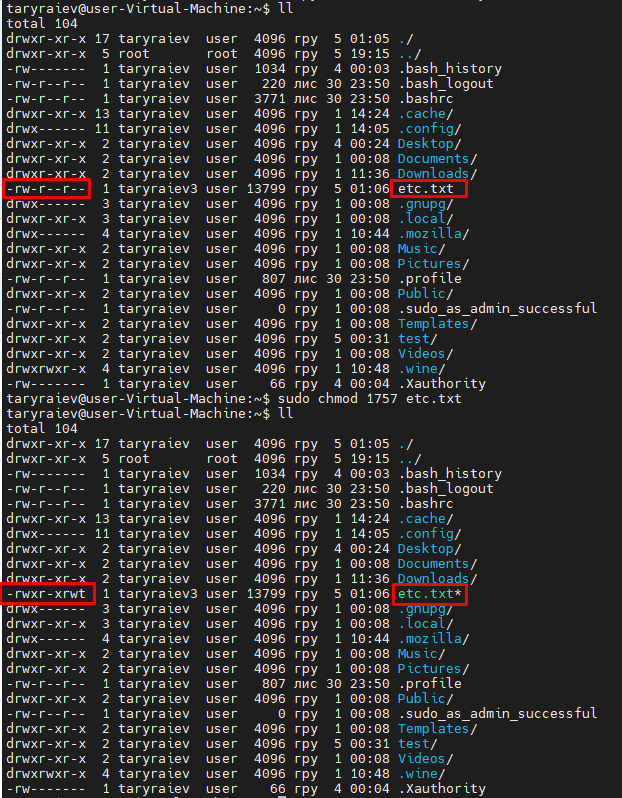 taryraiev@user-Virtual-Machine:~$ ll
total 104
drwxr-xr-x 17 taryraiev  user  4096 гру  5 01:05 ./
drwxr-xr-x  5 root       root  4096 гру  5 19:15 ../
-rw-------  1 taryraiev  user  1034 гру  4 00:03 .bash_history
-rw-r--r--  1 taryraiev  user   220 лис 30 23:50 .bash_logout
-rw-r--r--  1 taryraiev  user  3771 лис 30 23:50 .bashrc
drwxr-xr-x 13 taryraiev  user  4096 гру  1 14:24 .cache/
drwx------ 11 taryraiev  user  4096 гру  1 14:05 .config/
drwxr-xr-x  2 taryraiev  user  4096 гру  4 00:24 Desktop/
drwxr-xr-x  2 taryraiev  user  4096 гру  1 00:08 Documents/
drwxr-xr-x  2 taryraiev  user  4096 гру  1 11:36 Downloads/
-rw-r--r--  1 taryraiev3 user 13799 гру  5 01:06 etc.txt
drwx------  3 taryraiev  user  4096 гру  1 00:08 .gnupg/
drwxr-xr-x  3 taryraiev  user  4096 гру  1 00:08 .local/
drwx------  4 taryraiev  user  4096 гру  1 10:44 .mozilla/
drwxr-xr-x  2 taryraiev  user  4096 гру  1 00:08 Music/
drwxr-xr-x  2 taryraiev  user  4096 гру  1 00:08 Pictures/
-rw-r--r--  1 taryraiev  user   807 лис 30 23:50 .profile
drwxr-xr-x  2 taryraiev  user  4096 гру  1 00:08 Public/
-rw-r--r--  1 taryraiev  user     0 гру  1 00:08 .sudo_as_admin_successful
drwxr-xr-x  2 taryraiev  user  4096 гру  1 00:08 Templates/
drwxr-xr-x  2 taryraiev  user  4096 гру  5 00:31 test/
drwxr-xr-x  2 taryraiev  user  4096 гру  1 00:08 Videos/
drwxrwxr-x  4 taryraiev  user  4096 гру  1 10:48 .wine/
-rw-------  1 taryraiev  user    66 гру  4 00:04 .Xauthority
taryraiev@user-Virtual-Machine:~$ sudo chmod 1757 etc.txt
taryraiev@user-Virtual-Machine:~$ ll
total 104
drwxr-xr-x 17 taryraiev  user  4096 гру  5 01:05 ./
drwxr-xr-x  5 root       root  4096 гру  5 19:15 ../
-rw-------  1 taryraiev  user  1034 гру  4 00:03 .bash_history
-rw-r--r--  1 taryraiev  user   220 лис 30 23:50 .bash_logout
-rw-r--r--  1 taryraiev  user  3771 лис 30 23:50 .bashrc
drwxr-xr-x 13 taryraiev  user  4096 гру  1 14:24 .cache/
drwx------ 11 taryraiev  user  4096 гру  1 14:05 .config/
drwxr-xr-x  2 taryraiev  user  4096 гру  4 00:24 Desktop/
drwxr-xr-x  2 taryraiev  user  4096 гру  1 00:08 Documents/
drwxr-xr-x  2 taryraiev  user  4096 гру  1 11:36 Downloads/
-rwxr-xrwt  1 taryraiev3 user 13799 гру  5 01:06 etc.txt*
drwx------  3 taryraiev  user  4096 гру  1 00:08 .gnupg/
drwxr-xr-x  3 taryraiev  user  4096 гру  1 00:08 .local/
drwx------  4 taryraiev  user  4096 гру  1 10:44 .mozilla/
drwxr-xr-x  2 taryraiev  user  4096 гру  1 00:08 Music/
drwxr-xr-x  2 taryraiev  user  4096 гру  1 00:08 Pictures/
-rw-r--r--  1 taryraiev  user   807 лис 30 23:50 .profile
drwxr-xr-x  2 taryraiev  user  4096 гру  1 00:08 Public/
-rw-r--r--  1 taryraiev  user     0 гру  1 00:08 .sudo_as_admin_successful
drwxr-xr-x  2 taryraiev  user  4096 гру  1 00:08 Templates/
drwxr-xr-x  2 taryraiev  user  4096 гру  5 00:31 test/
drwxr-xr-x  2 taryraiev  user  4096 гру  1 00:08 Videos/
drwxrwxr-x  4 taryraiev  user  4096 гру  1 10:48 .wine/
-rw-------  1 taryraiev  user    66 гру  4 00:04 .Xauthority